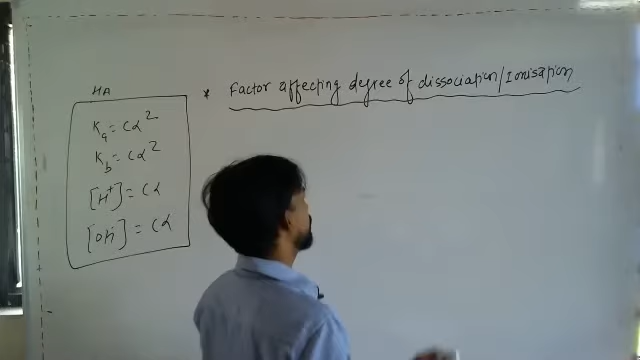 HA
* Factor affecting degree of dissociation/Ionisation
Ka = Cα²
Kb = Cα²
[H⁺] = Cα
[OH⁻] = Cα